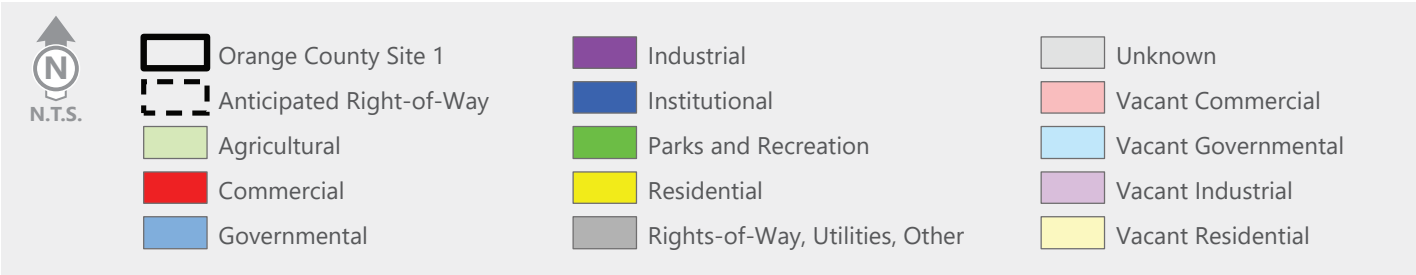 N
N.T.S.
Orange County Site 1
Anticipated Right-of-Way
Agricultural
Commercial
Governmental
Industrial
Institutional
Parks and Recreation
Residential
Rights-of-Way, Utilities, Other
Unknown
Vacant Commercial
Vacant Governmental
Vacant Industrial
Vacant Residential